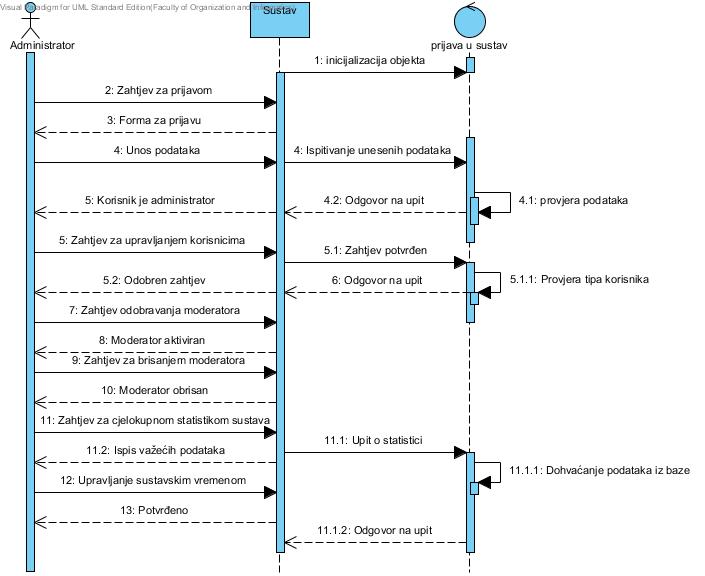 Visual Paradigm for UML Standard Edition(Faculty of Organization and
Sustav
Administrator
prijava u sustav
1: inicijalizacija objekta
2: Zahtjev za prijavom
3: Forma za prijavu
4: Unos podataka
4: Ispitivanje unesenih podataka
5: Korisnik je administrator
4.2: Odgovor na upit
4.1: provjera podataka
5: Zahtjev za upravljanjem korisnicima
5.1: Zahtjev potvrđen
5.2: Odobren zahtjev
6: Odgovor na upit
5.1.1: Provjera tipa korisnika
7: Zahtjev odobravanja moderatora
8: Moderator aktiviran
9: Zahtjev za brisanjem moderatora
10: Moderator obrisan
11: Zahtjev za cjelokupnom statistikom sustava
11.1: Upit o statistici
11.2: Ispis važećih podataka
11.1.1: Dohvaćanje podataka iz baze
12: Upravljanje sustavskim vremenom
13: Potvrđeno
11.1.2: Odgovor na upit